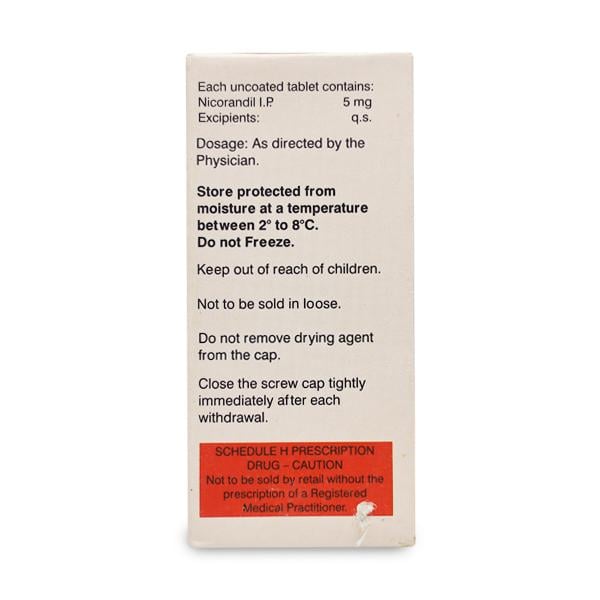 Each uncoated tablet contains:
Nicorandil I.P. 5 mg
Excipients: q.s.
Dosage: As directed by the
Physician.
Store protected from
moisture at a temperature
between 2° to 8°C.
Do not Freeze.
Keep out of reach of children.
Not to be sold in loose.
Do not remove drying agent
from the cap.
Close the screw cap tightly
immediately after each
withdrawal.
SCHEDULE H PRESCRIPTION
DRUG – CAUTION
Not to be sold by retail without the
prescription of a Registered
Medical Practitioner.